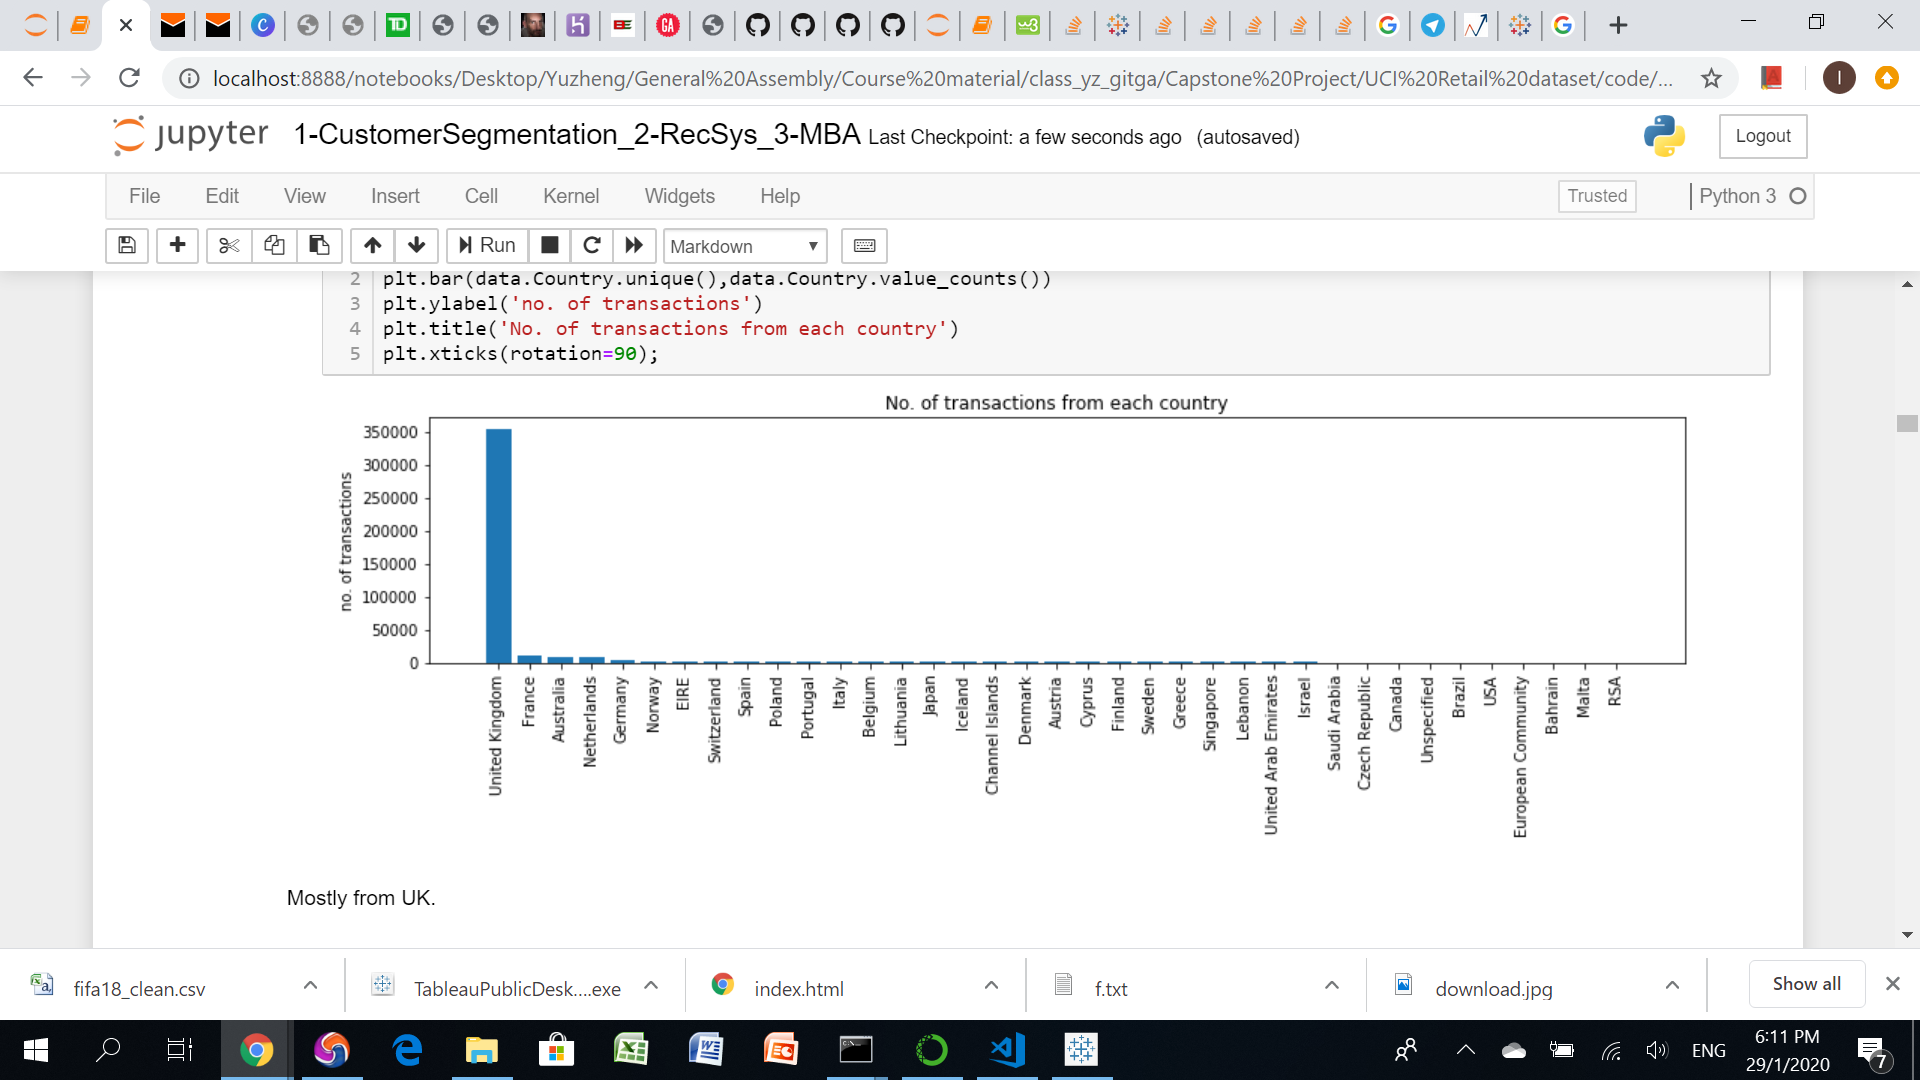 localhost:8888/notebooks/Desktop/Yuzheng/General%20Assembly/Course%20material/class_yz_gitga/Capstone%20Project/UCI%20Retail%20dataset/code/...
jupyter 1-CustomerSegmentation_2-RecSys_3-MBA Last Checkpoint: a few seconds ago (autosaved) Logout
File Edit View Insert Cell Kernel Widgets Help Trusted Python 3
Run Markdown
2 plt.bar(data.Country.unique(),data.Country.value_counts())
3 plt.ylabel('no. of transactions')
4 plt.title('No. of transactions from each country')
5 plt.xticks(rotation=90);
No. of transactions from each country
no. of transactions
350000
300000
250000
200000
150000
100000
50000
0
United Kingdom
France
Australia
Netherlands
Germany
Norway
EIRE
Switzerland
Spain
Poland
Portugal
Italy
Belgium
Lithuania
Japan
Iceland
Channel Islands
Denmark
Austria
Cyprus
Finland
Sweden
Greece
Singapore
Lebanon
United Arab Emirates
Israel
Saudi Arabia
Czech Republic
Canada
Unspecified
Brazil
USA
European Community
Bahrain
Malta
RSA
Mostly from UK.
fifa18_clean.csv TableauPublicDesk....exe index.html f.txt download.jpg Show all
ENG 6:11 PM
29/1/2020 7